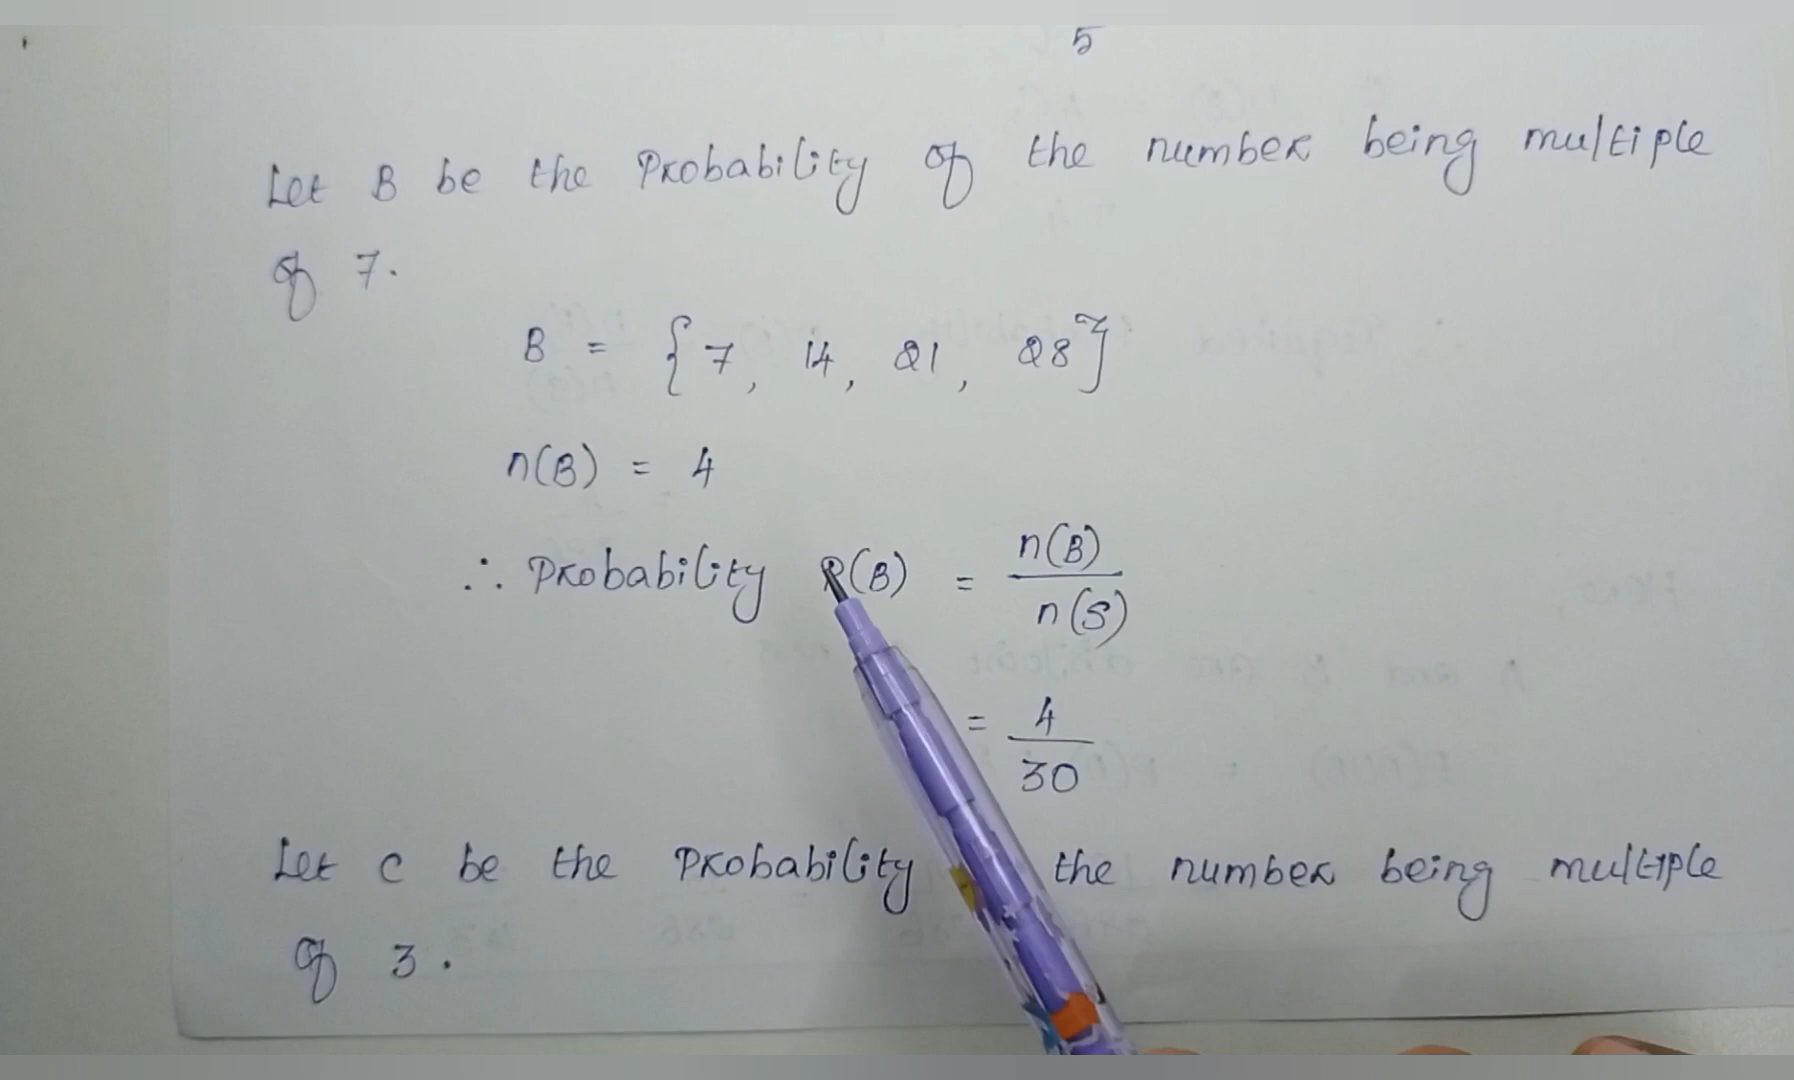 5
Let B be the Probability of the number being multiple
of 7.
B = {7, 14, 21, 28}
n(B) = 4
∴ Probability P(B) = n(B)
n(S)
= 4
30
Let C be the Probability the number being multiple
of 3.